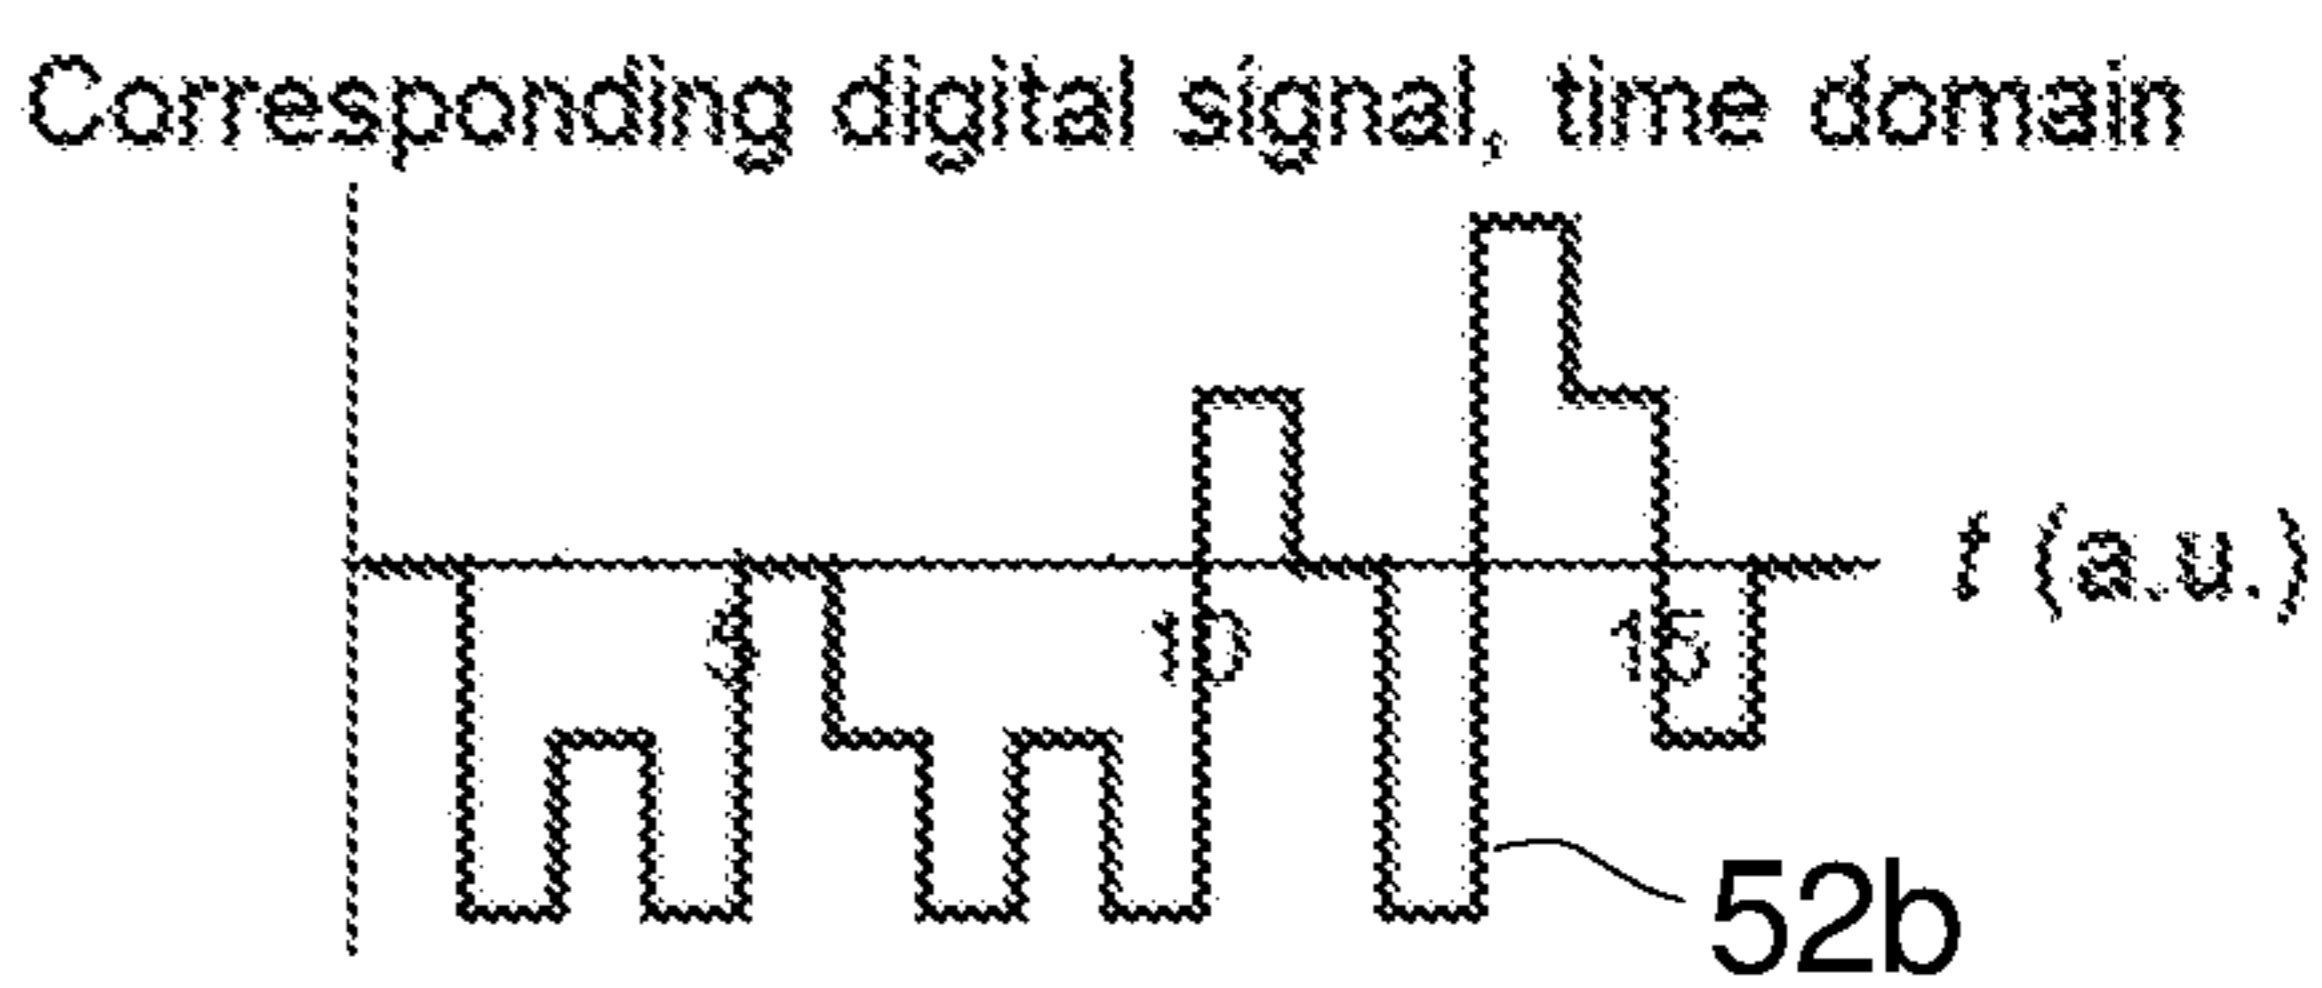 Corresponding digital signal, time domain
t (a.u.)
5
10
15
52b